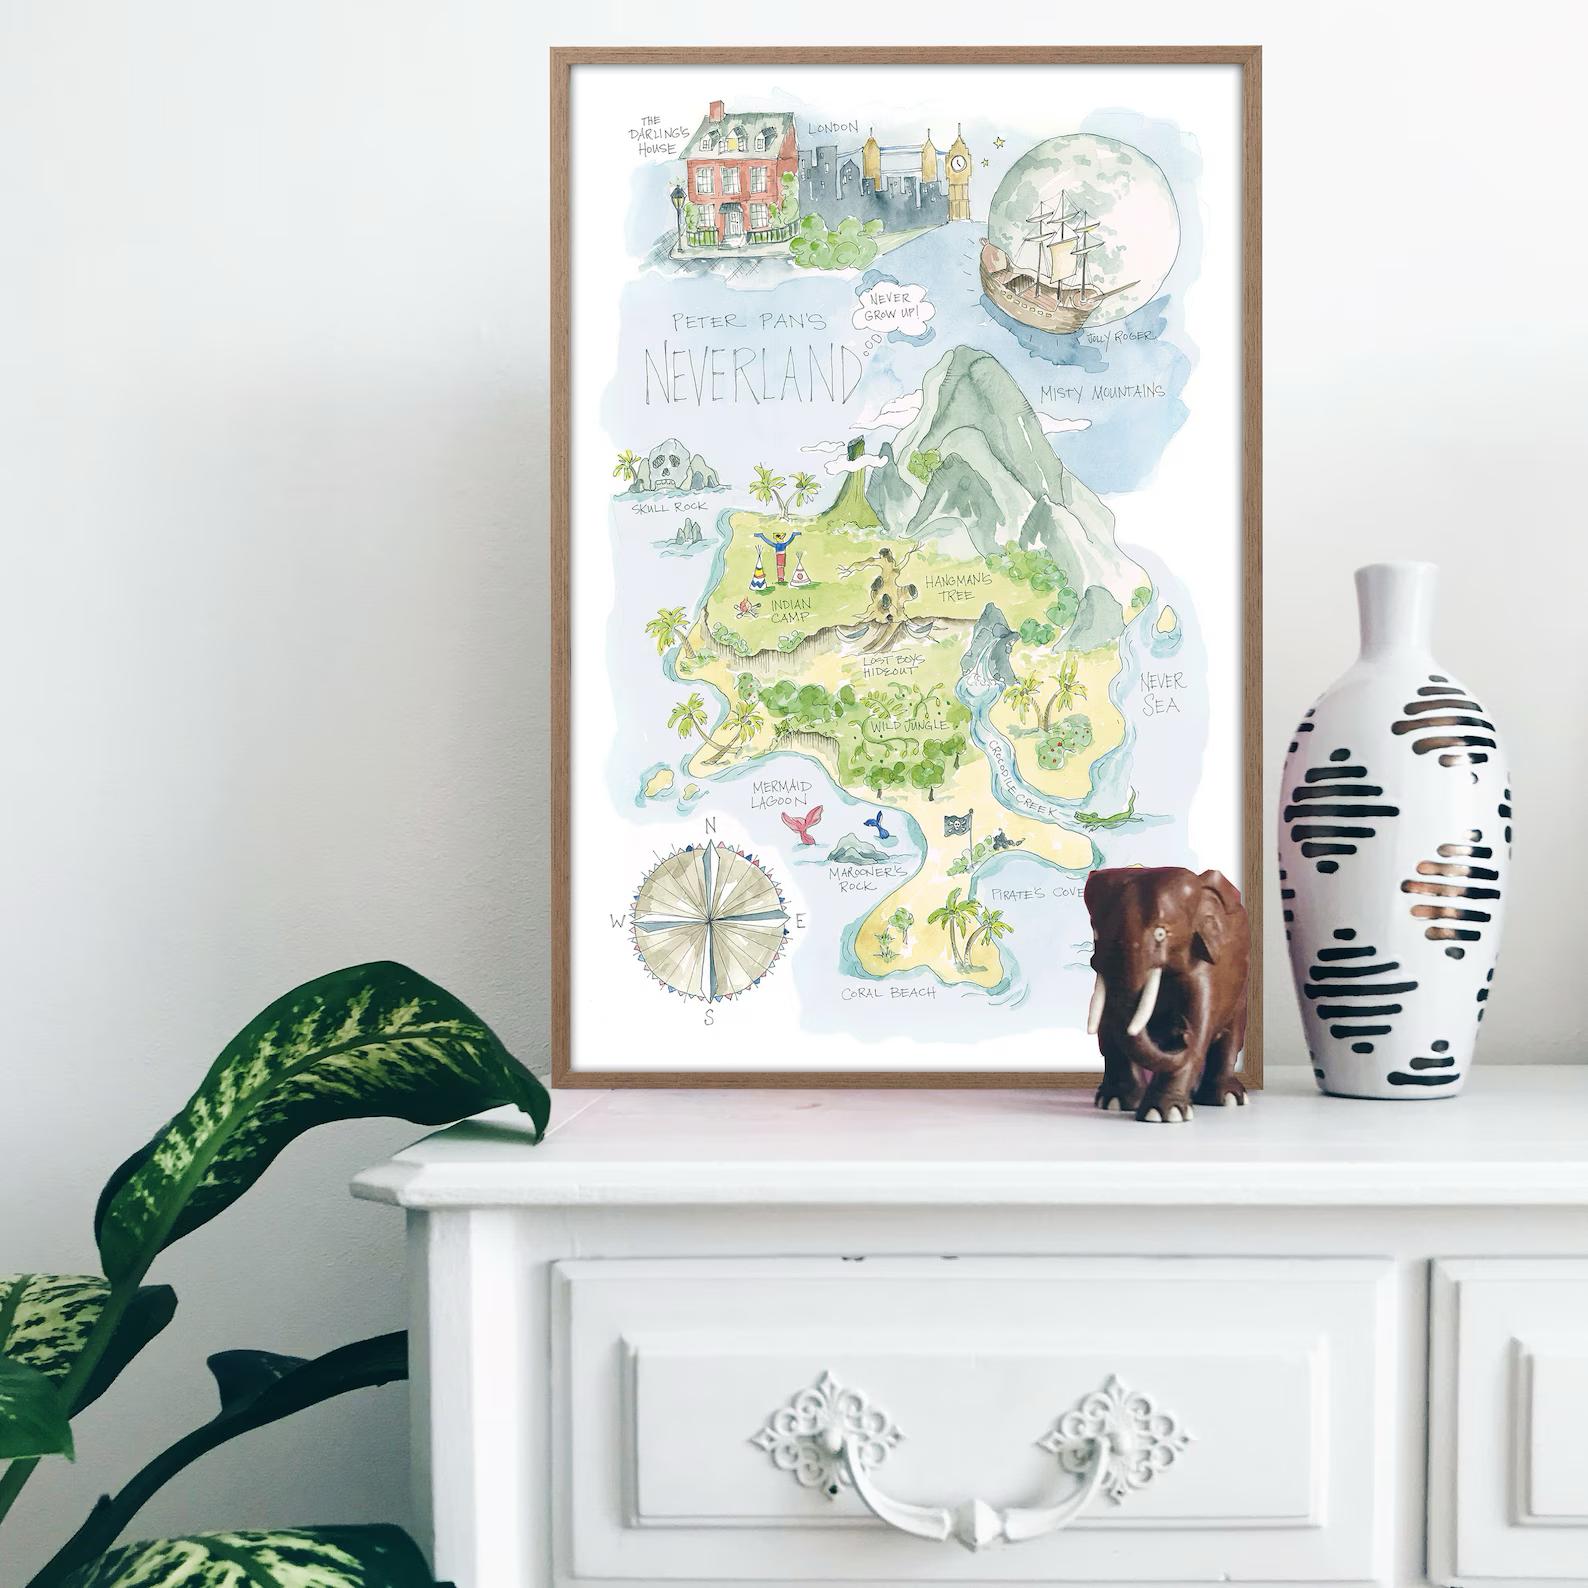 THE
DARLING'S
HOUSE
LONDON
NEVER
GROW UP!
PETER PAN'S
NEVERLAND
JOLLY ROGER
MISTY MOUNTAINS
SKULL ROCK
INDIAN
CAMP
HANGMAN'S
TREE
LOST BOYS
HIDEOUT
NEVER
SEA
WILD JUNGLE
CROCODILE CREEK
MERMAID
LAGOON
MAROONER'S
ROCK
PIRATE'S COVE
CORAL BEACH
N
W
E
S